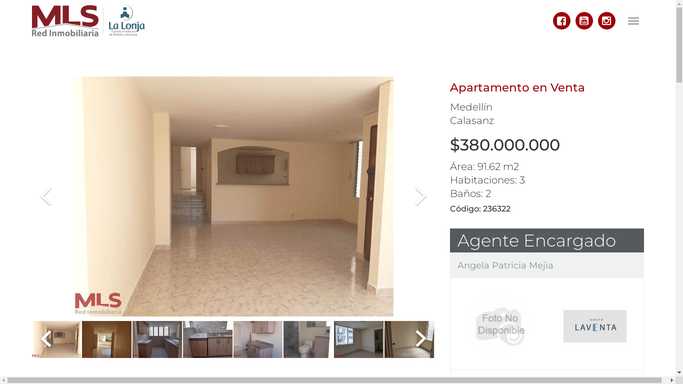 MLS
Red Inmobiliaria
La Lonja
Apartamento en Venta
Medellín
Calasanz
$380.000.000
Área: 91.62 m2
Habitaciones: 3
Baños: 2
Código: 236322
Agente Encargado
Angela Patricia Mejia
MLS
Red Inmobiliaria
Foto No
Disponible
LAVENTA